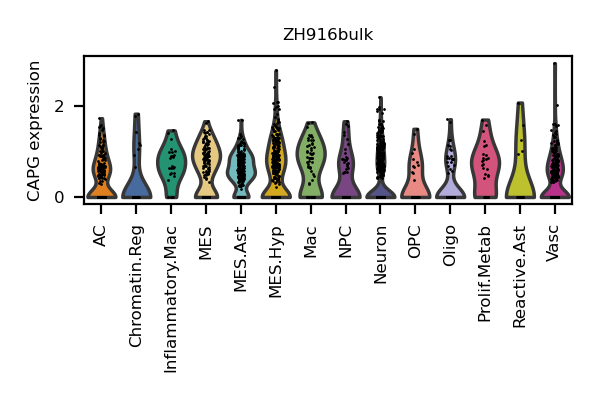 ZH916bulk
CAPG expression
2
0
AC
Chromatin.Reg
Inflammatory.Mac
MES
MES.Ast
MES.Hyp
Mac
NPC
Neuron
OPC
Oligo
Prolif.Metab
Reactive.Ast
Vasc